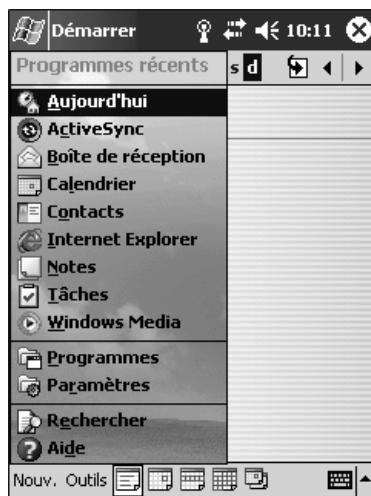 Démarrer 10:11
Programmes récents s d
Aujourd'hui
ActiveSync
Boîte de réception
Calendrier
Contacts
Internet Explorer
Notes
Tâches
Windows Media
Programmes
Paramètres
Rechercher
Aide
Nouv. Outils